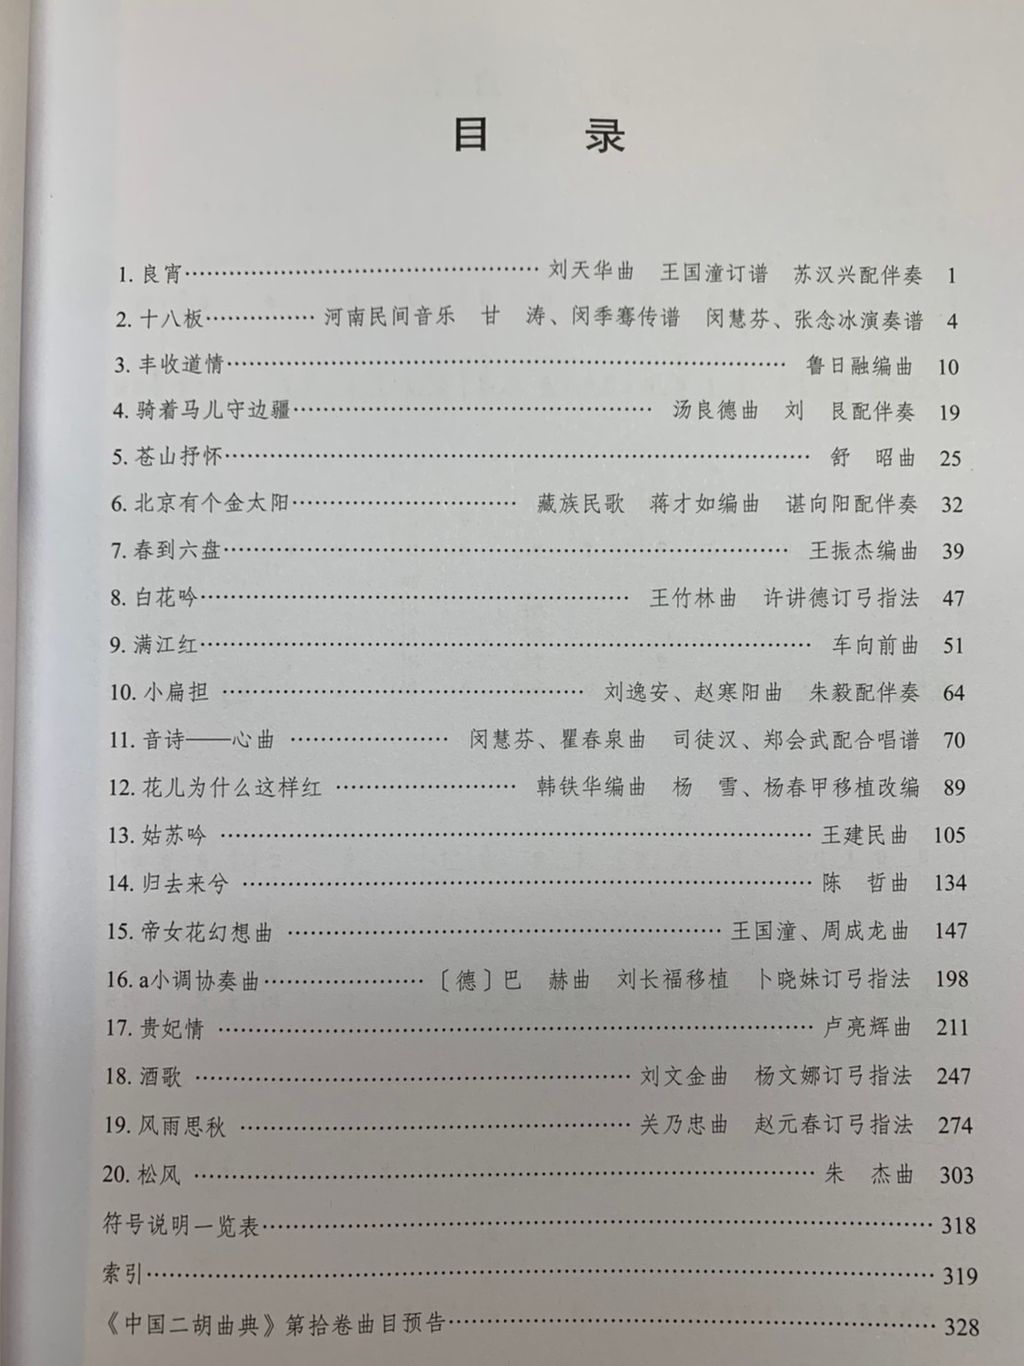 目　　录
1. 良宵……………………………………………… 刘天华曲　王国潼订谱　苏汉兴配伴奏　1
2. 十八板…………… 河南民间音乐　甘　涛、闵季骞传谱　闵慧芬、张念冰演奏谱　4
3. 丰收道情………………………………………………………………… 鲁日融编曲　10
4. 骑着马儿守边疆………………………………………… 汤良德曲　刘　艮配伴奏　19
5. 苍山抒怀…………………………………………………………………… 舒　昭曲　25
6. 北京有个金太阳………………………… 藏族民歌　蒋才如编曲　谌向阳配伴奏　32
7. 春到六盘………………………………………………………………… 王振杰编曲　39
8. 白花吟………………………………………………… 王竹林曲　许讲德订弓指法　47
9. 满江红……………………………………………………………………… 车向前曲　51
10. 小扁担 ………………………………………… 刘逸安、赵寒阳曲　朱毅配伴奏　64
11. 音诗——心曲 ………………… 闵慧芬、瞿春泉曲　司徒汉、郑会武配合唱谱　70
12. 花儿为什么这样红 …………………… 韩铁华编曲　杨　雪、杨春甲移植改编　89
13. 姑苏吟 …………………………………………………………………… 王建民曲　105
14. 归去来兮 ………………………………………………………………… 陈　哲曲　134
15. 帝女花幻想曲 ………………………………………………… 王国潼、周成龙曲　147
16. a小调协奏曲………………… 〔德〕巴　赫曲　刘长福移植　卜晓妹订弓指法　198
17. 贵妃情 …………………………………………………………………… 卢亮辉曲　211
18. 酒歌 ………………………………………………… 刘文金曲　杨文娜订弓指法　247
19. 风雨思秋 …………………………………………… 关乃忠曲　赵元春订弓指法　274
20. 松风 ……………………………………………………………………… 朱　杰曲　303
符号说明一览表……………………………………………………………………………… 318
索引…………………………………………………………………………………………… 319
《中国二胡曲典》第拾卷曲目预告………………………………………………………… 328